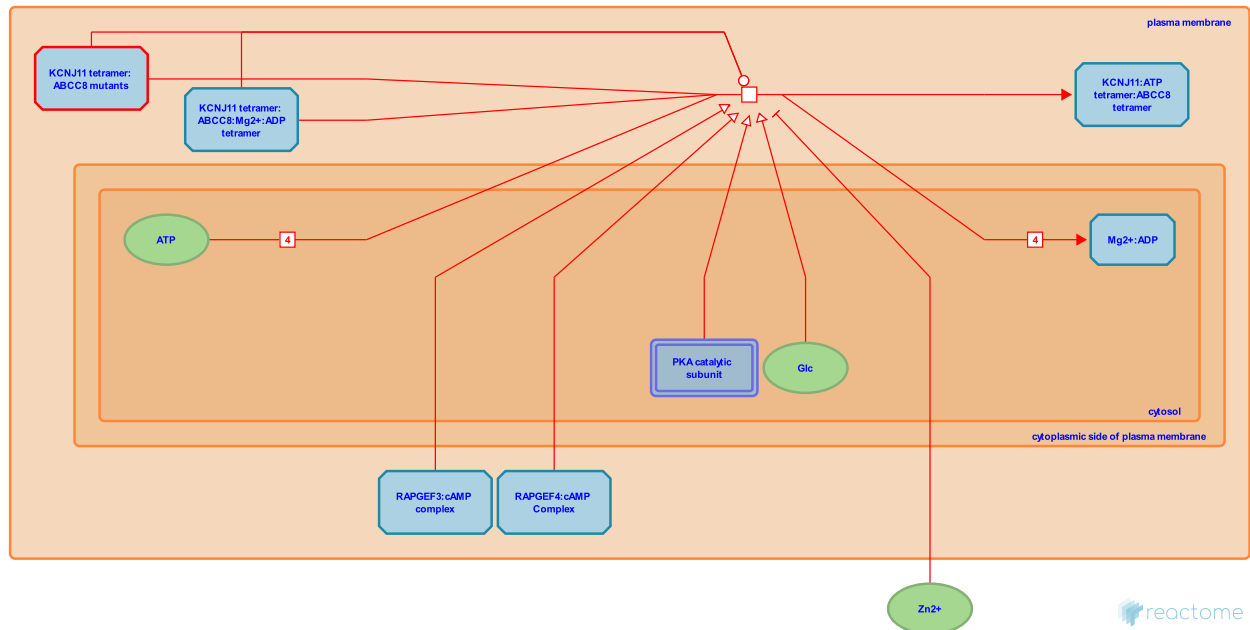 plasma membrane
KCNJ11 tetramer:
ABCC8 mutants
KCNJ11 tetramer:
ABCC8:Mg2+:ADP
tetramer
KCNJ11:ATP
tetramer:ABCC8
tetramer
ATP
4
4
Mg2+:ADP
PKA catalytic
subunit
Glc
cytosol
cytoplasmic side of plasma membrane
RAPGEF3:cAMP
complex
RAPGEF4:cAMP
Complex
Zn2+
reactome